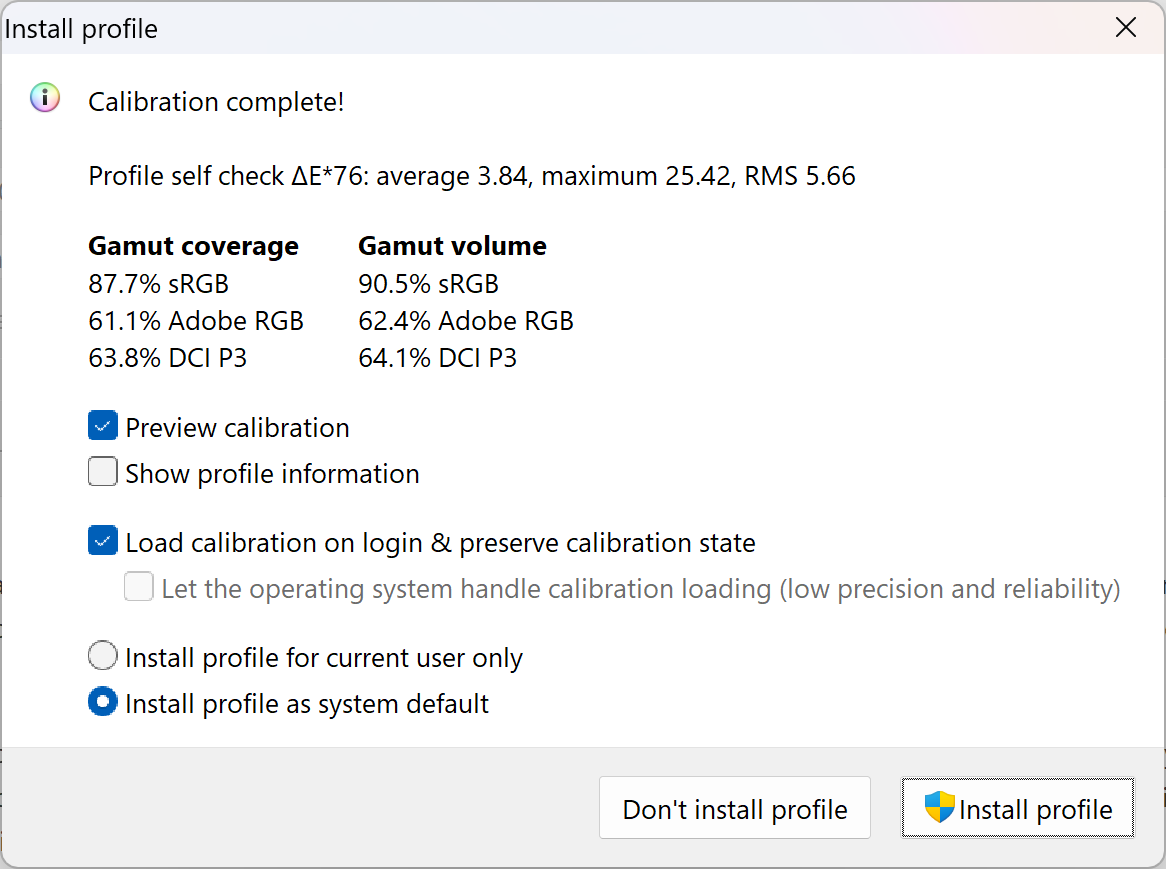 Install profile
Calibration complete!
Profile self check ΔE*76: average 3.84, maximum 25.42, RMS 5.66
Gamut coverage Gamut volume
87.7% sRGB 90.5% sRGB
61.1% Adobe RGB 62.4% Adobe RGB
63.8% DCI P3 64.1% DCI P3
Preview calibration
Show profile information
Load calibration on login & preserve calibration state
Let the operating system handle calibration loading (low precision and reliability)
Install profile for current user only
Install profile as system default
Don't install profile Install profile